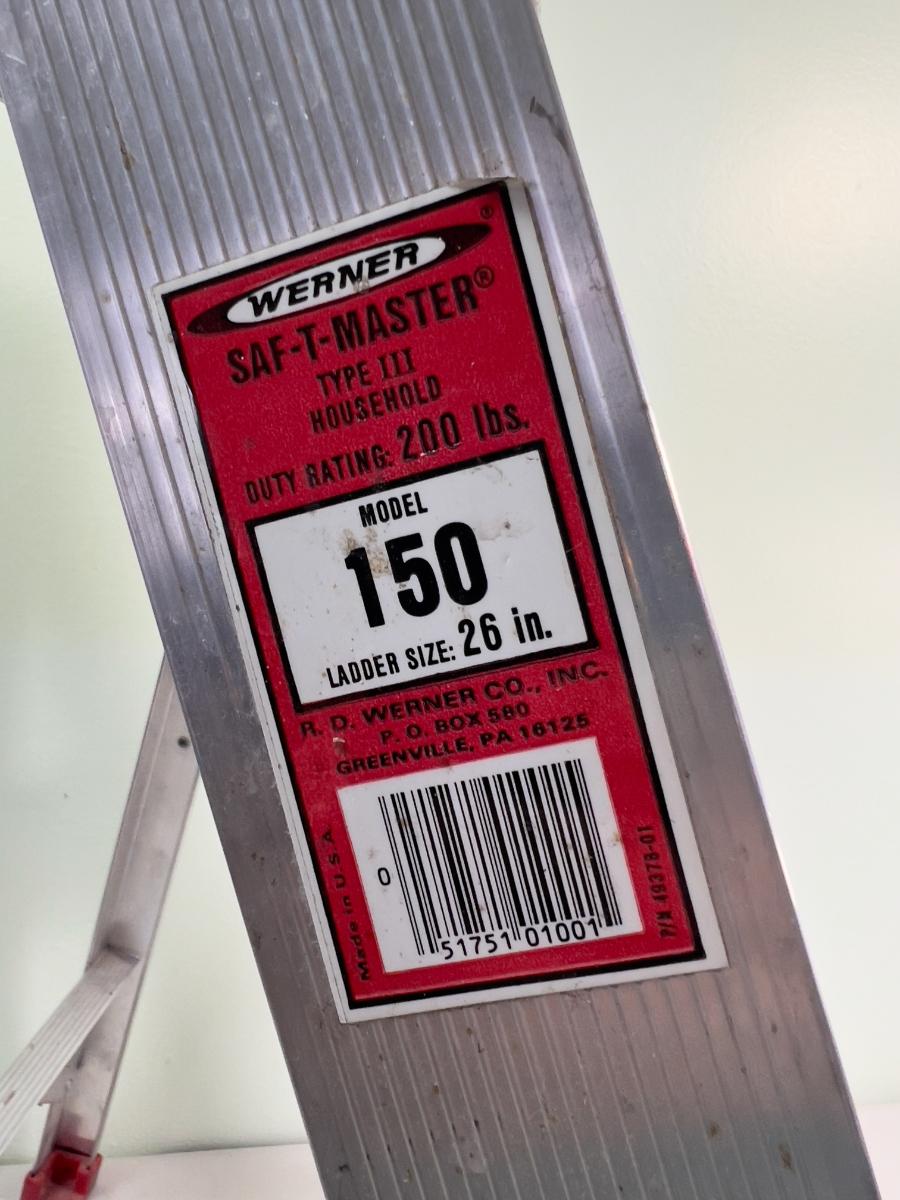 WERNER ®
SAF-T-MASTER®
TYPE III
HOUSEHOLD
DUTY RATING: 200 lbs.
MODEL
150
LADDER SIZE: 26 in.
R. D. WERNER CO., INC.
P. O. BOX 580
GREENVILLE, PA 16125
Made in U S A
0 51751 01001
P/N 49378-01